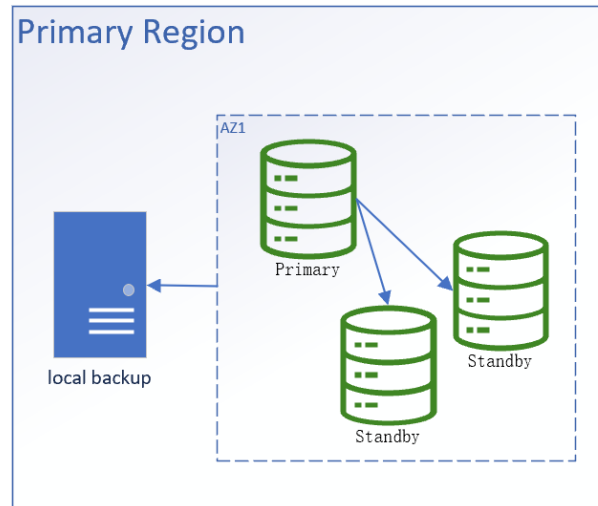 Primary Region
AZ1
Primary
Standby
local backup
Standby